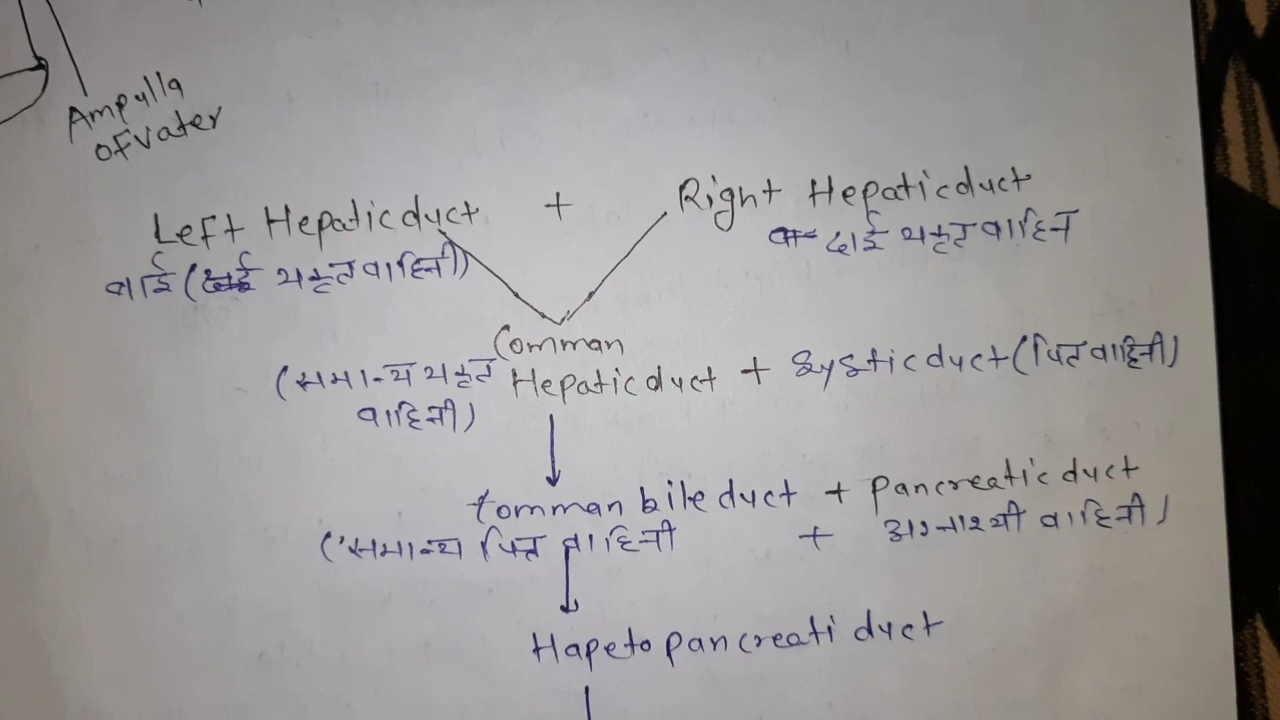 Ampulla
of Vater
Left Hepatic duct + Right Hepatic duct
बाई ( यकृत वाहिनी) दाई यकृत वाहिन
Comman
(समान्य यकृत Hepatic duct + Systic duct (पित वाहिनी)
वाहिनी)
Comman bile duct + Pancreatic duct
(समान्य पित्त वाहिनी + अग्नाश्यी वाहिनी)
Hapeto pancreati duct